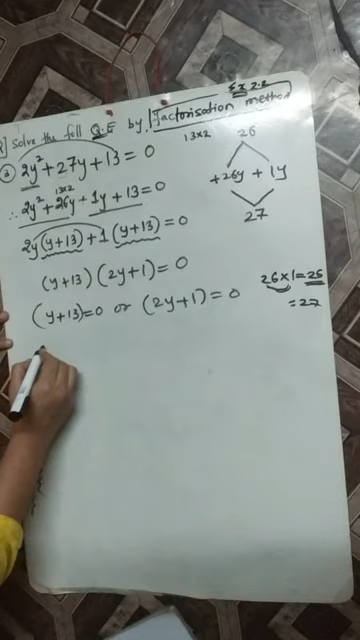 Ex 2.2
Q] Solve the foll Q.E by factorisation method
13×2 26
2y² + 27y + 13 = 0
+26y + 1y
13×2
∴ 2y² + 26y + 1y + 13 = 0
27
2y (y+13) + 1 (y+13) = 0
(y+13) (2y+1) = 0
26×1 = 26
= 27
(y+13) = 0 or (2y+1) = 0